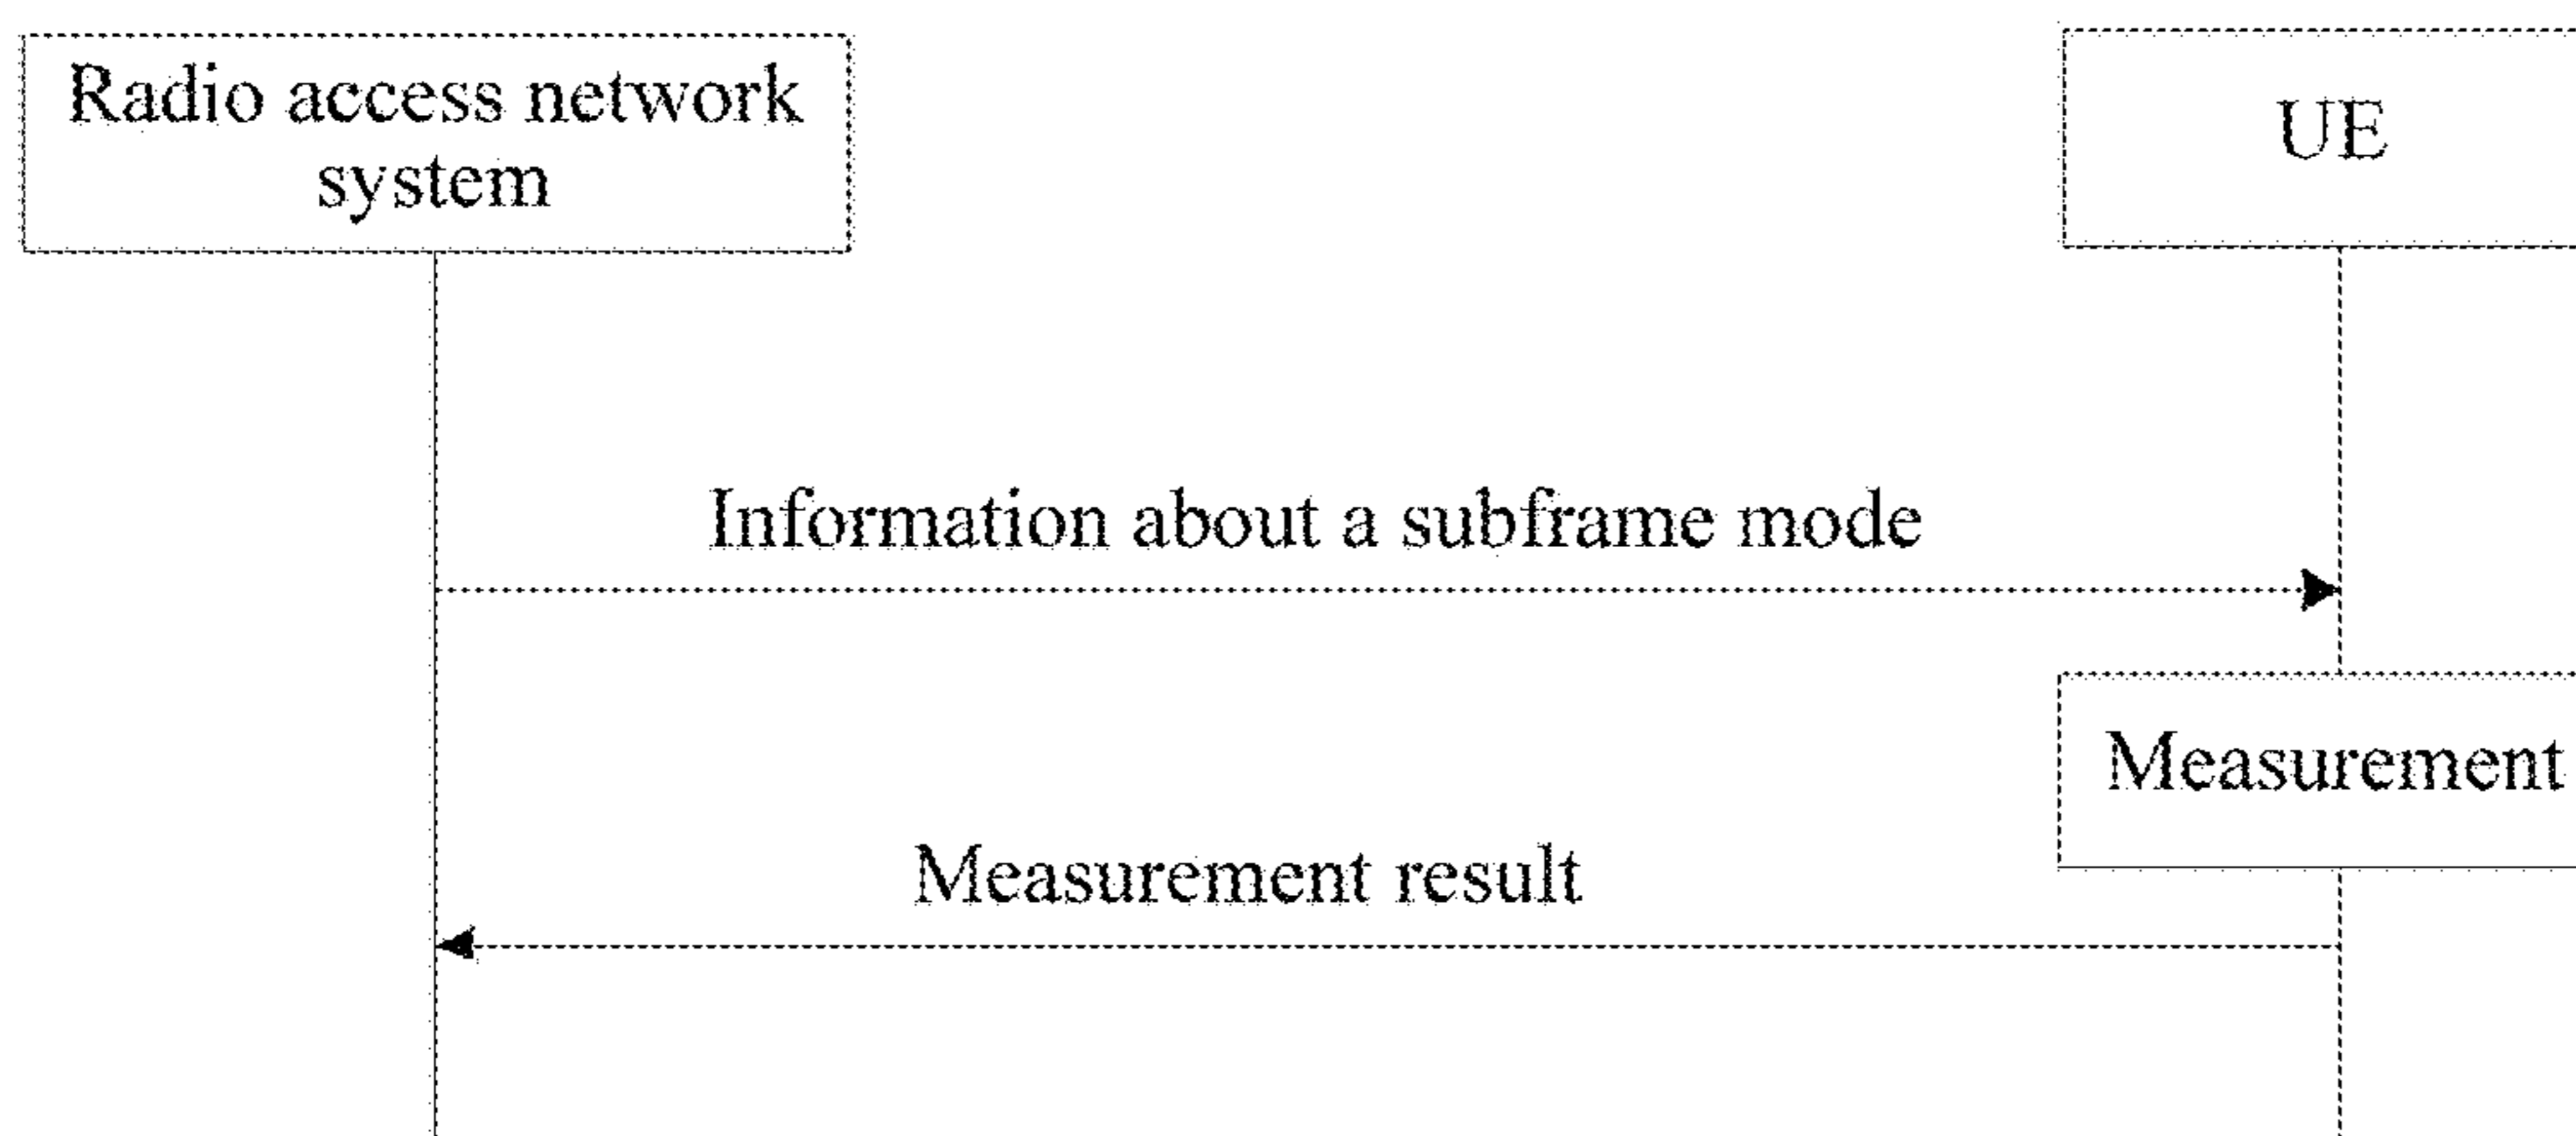 Radio access network
system
UE
Information about a subframe mode
Measurement
Measurement result